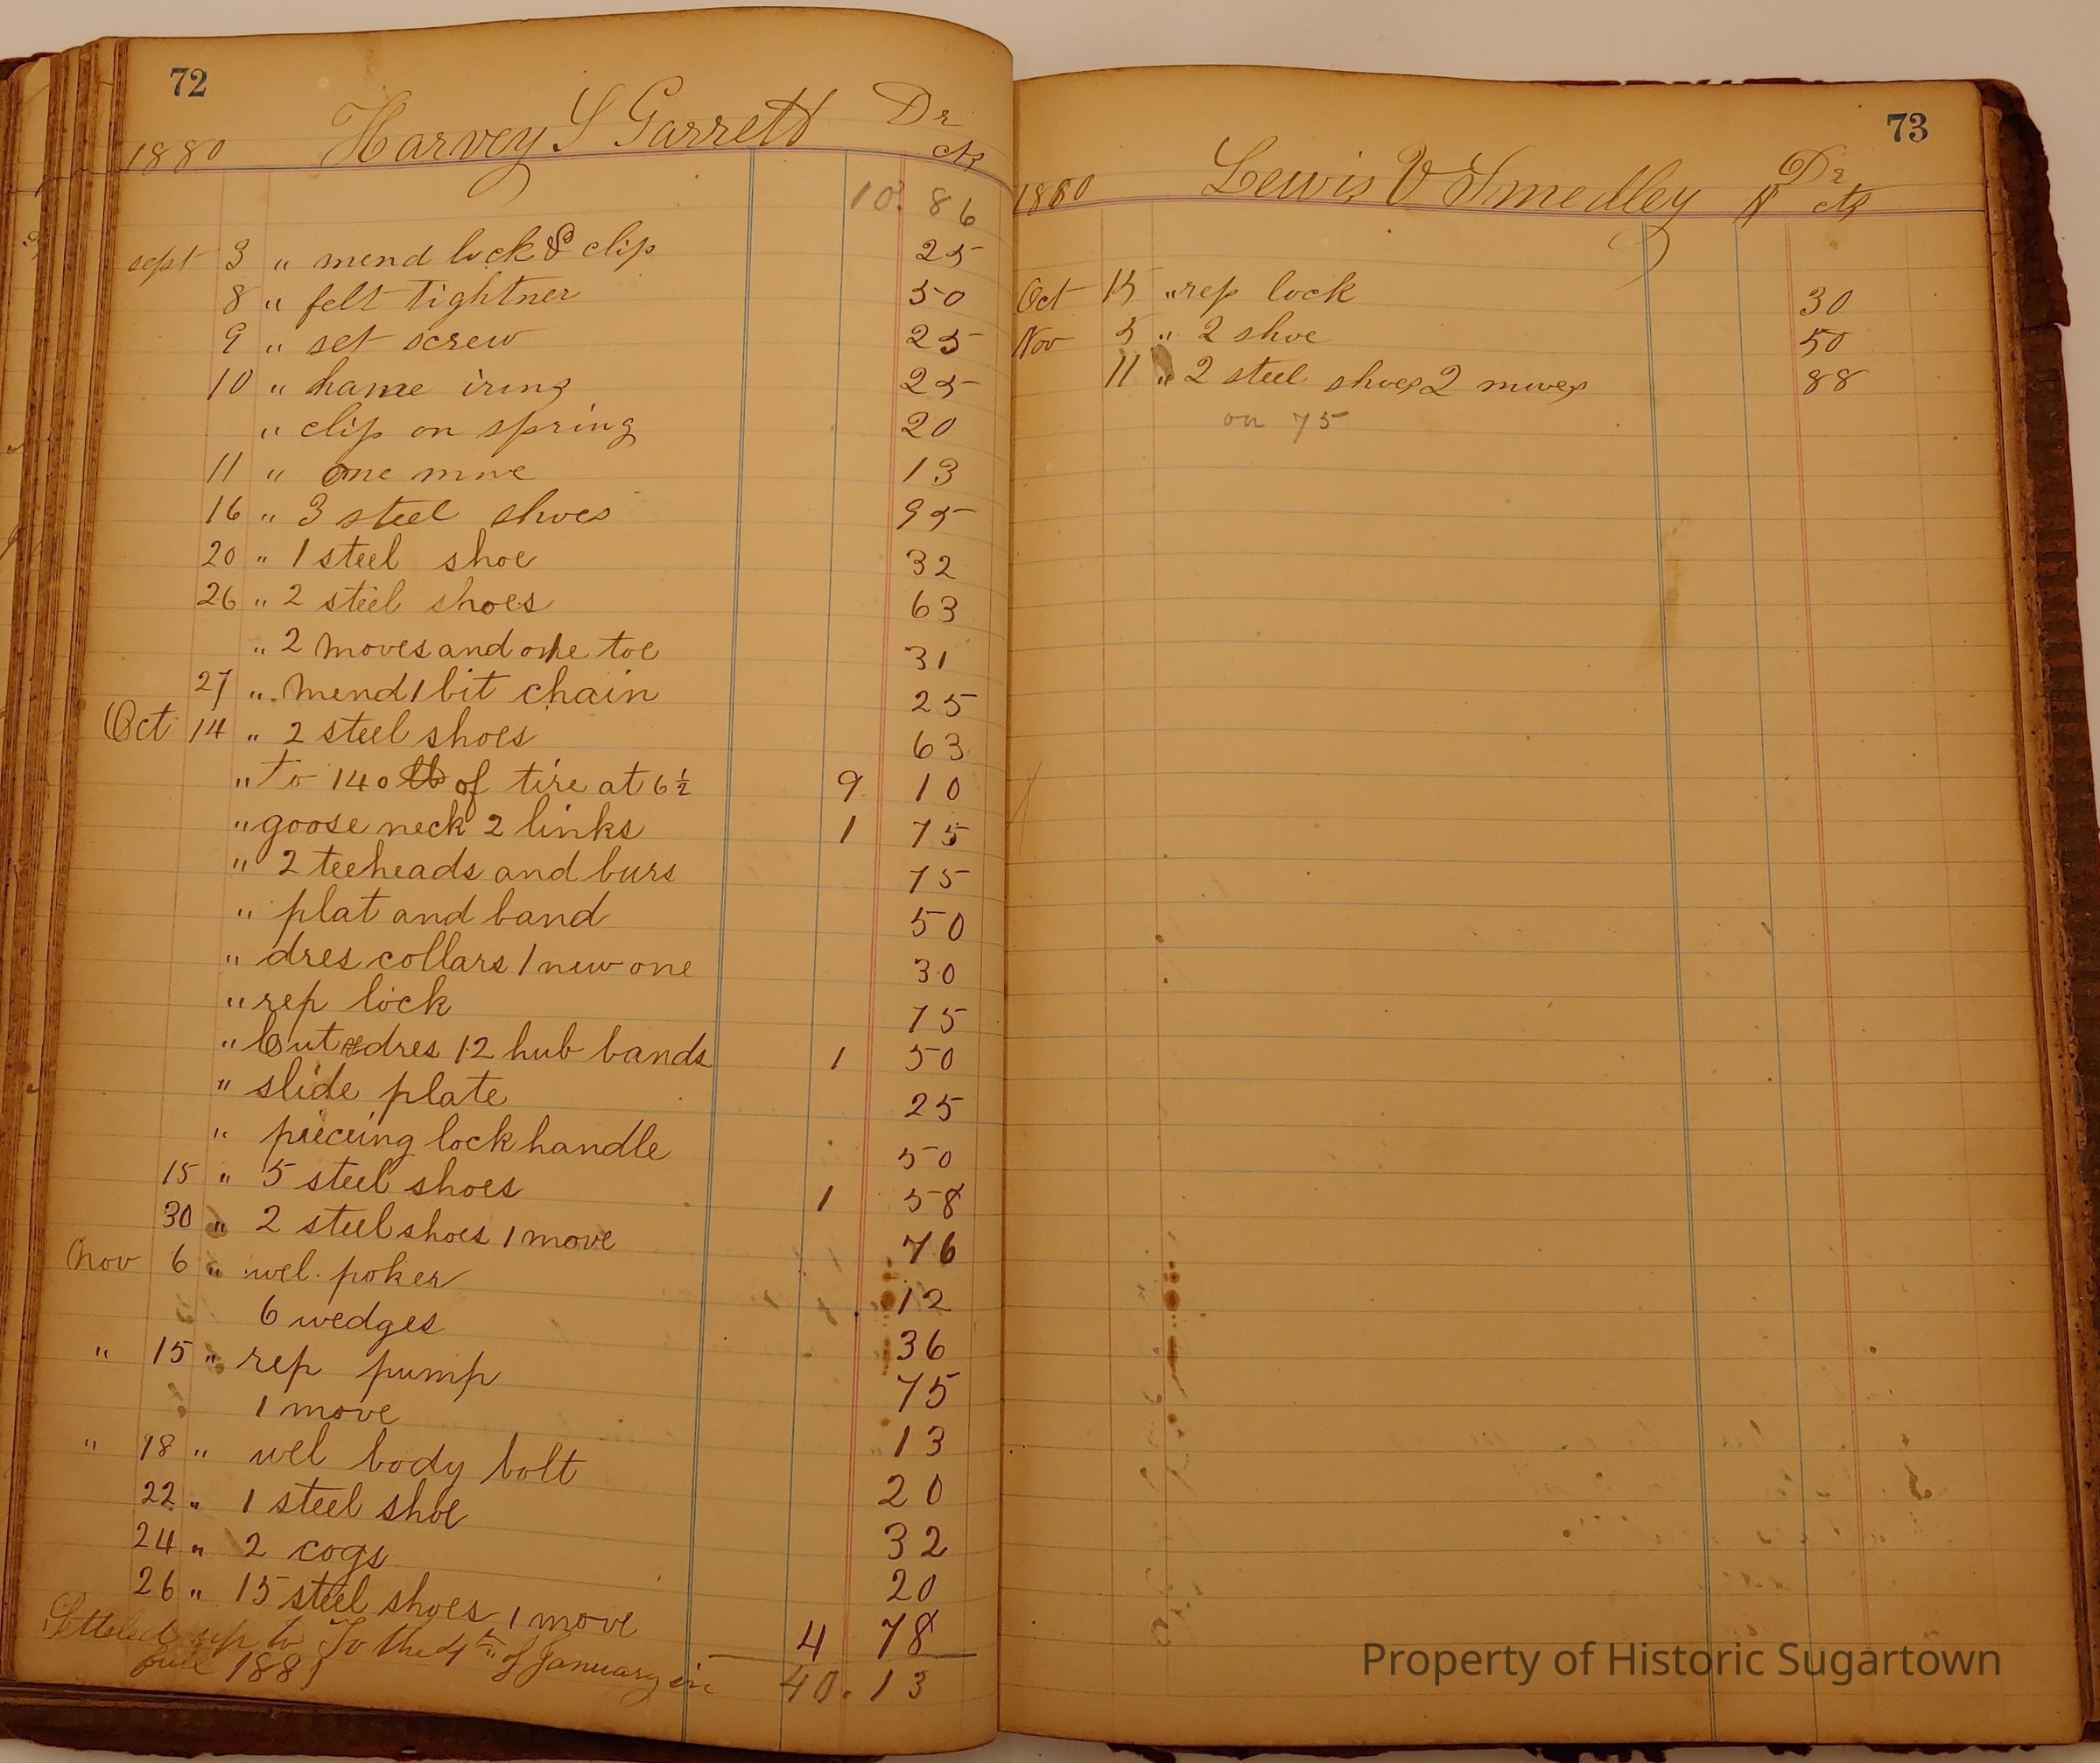 72
1880 Harvey S Garrett Dr
cts
10. 86
sept 3 " mend lock & clip 25
8 " felt tightner 50
9 " set screw 25
10 " hame iring 25
" clip on spring 20
11 " one mve 13
16 " 3 steel shoes 95
20 " 1 steel shoe 32
26 " 2 steel shoes 63
" 2 moves and one toe 31
27 " mend 1 bit chain 25
Oct 14 " 2 steel shoes 63
" To 140 lb of tire at 6½ 9 10
" goose neck 2 links 1 75
" 2 teeheads and burs 75
" plat and band 50
" dres collars 1 new one 30
" rep lock 75
" Cut & dres 12 hub bands 1 50
" slide plate 25
" pieceing lock handle 50
15 " 5 steel shoes 1 58
30 " 2 steel shoes 1 move 76
Nov 6 " wel poker 12
6 wedges 36
" 15 " rep pump 75
1 move 13
" 18 " wel body bolt 20
22 " 1 steel shoe 32
24 " 2 cogs 20
26 " 15 steel shoes 1 move 4 78
Settled up to To the 4th of January in
full 1881 40.13
73
1880 Lewis V Smedley Dr
cts
Oct 15 " rep lock 30
Nov 5 " 2 shoe 50
11 " 2 steel shoes 2 moves 88
on 75
Property of Historic Sugartown